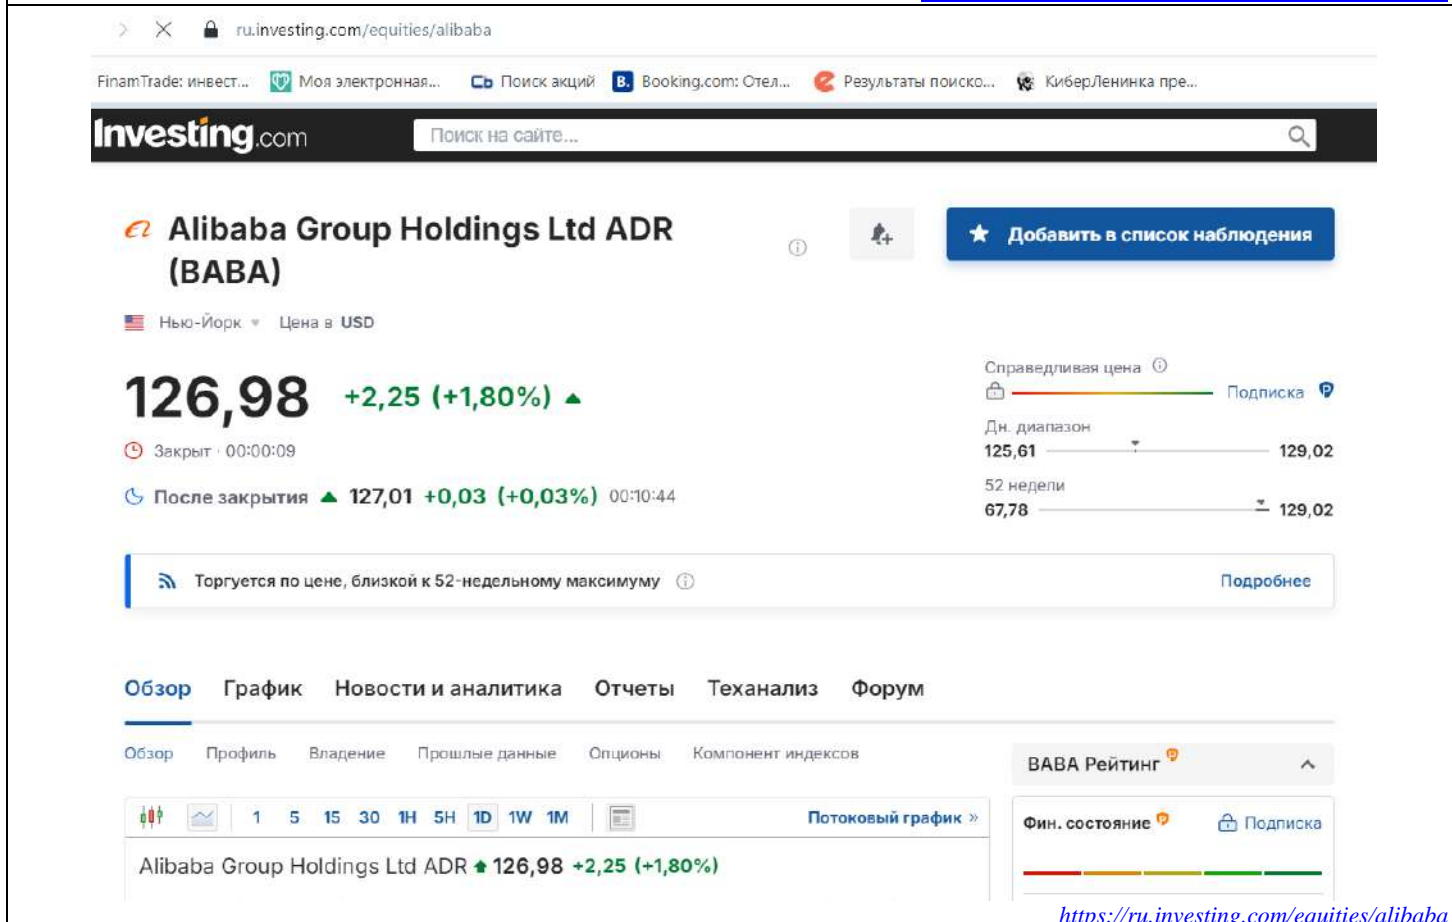 ru.investing.com/equities/alibaba
FinamTrade: инвест... Моя электронная... Cb Поиск акций B. Booking.com: Отел... Результаты поиско... КиберЛенинка пре...
Investing.com Поиск на сайте...
Alibaba Group Holdings Ltd ADR
(BABA)
Добавить в список наблюдения
Нью-Йорк Цена в USD
126,98 +2,25 (+1,80%)
Справедливая цена
Подписка
Закрыт · 00:00:09
Дн. диапазон
125,61 129,02
После закрытия 127,01 +0,03 (+0,03%) 00:10:44
52 недели
67,78 129,02
Торгуется по цене, близкой к 52-недельному максимуму Подробнее
Обзор График Новости и аналитика Отчеты Теханализ Форум
Обзор Профиль Владение Прошлые данные Опционы Компонент индексов
BABA Рейтинг
1 5 15 30 1H 5H 1D 1W 1M Потоковый график »
Фин. состояние Подписка
Alibaba Group Holdings Ltd ADR 126,98 +2,25 (+1,80%)
https://ru.investing.com/equities/alibaba